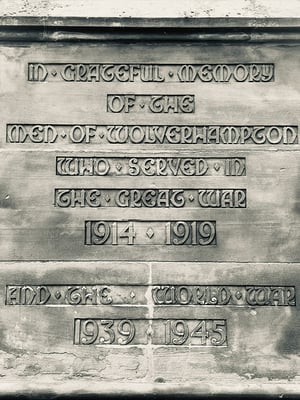 IN · GRATEFUL · MEMORY
OF · THE
MEN · OF · WOLVERHAMPTON
WHO · SERVED · IN
THE · GREAT · WAR
1914 · 1919
AND · THE · WORLD · WAR
1939 · 1945